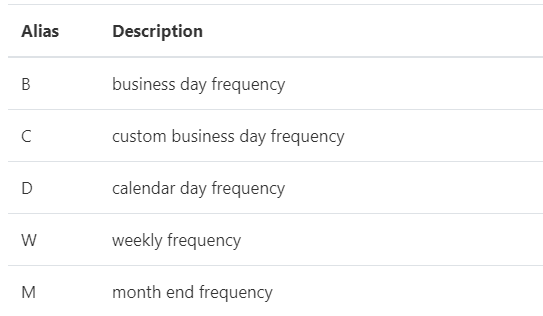 Alias Description
B business day frequency
C custom business day frequency
D calendar day frequency
W weekly frequency
M month end frequency